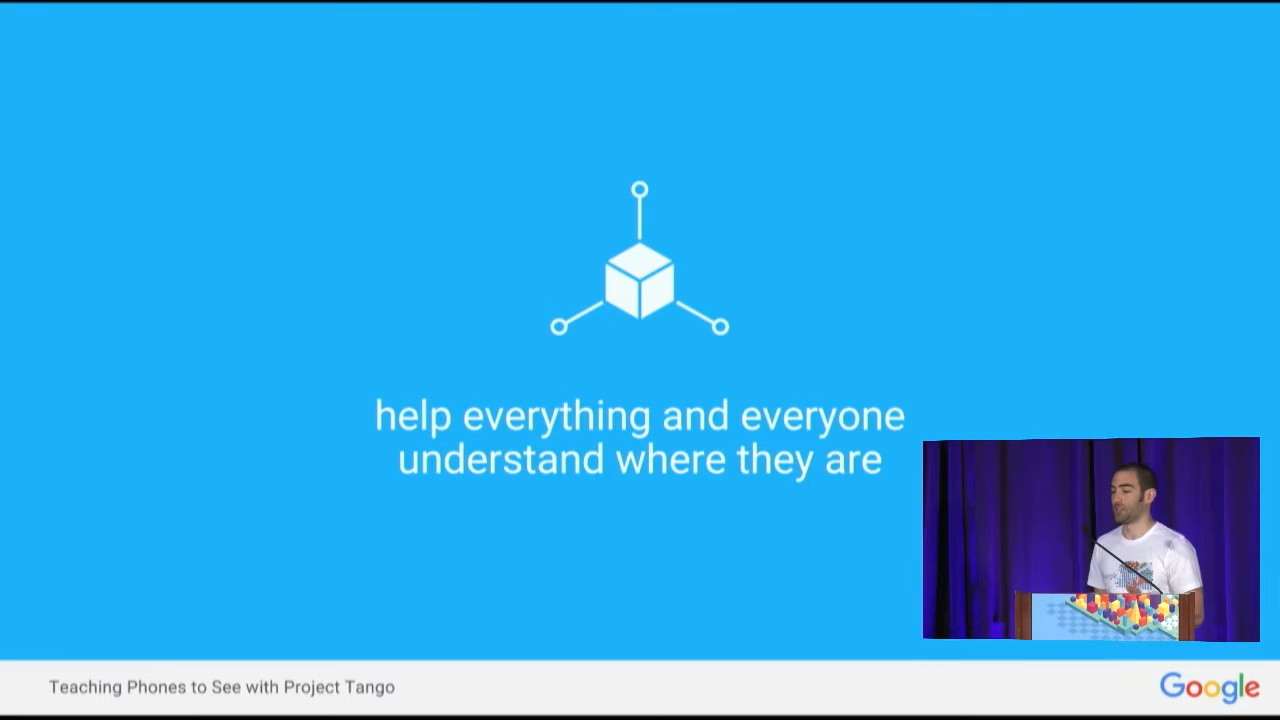 help everything and everyone
understand where they are
Teaching Phones to See with Project Tango
Google